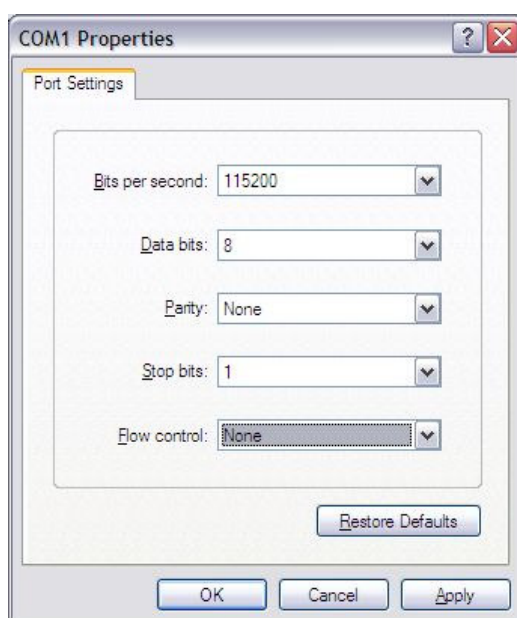 COM1 Properties
Port Settings
Bits per second: 115200
Data bits: 8
Parity: None
Stop bits: 1
Flow control: None
Restore Defaults
OK Cancel Apply